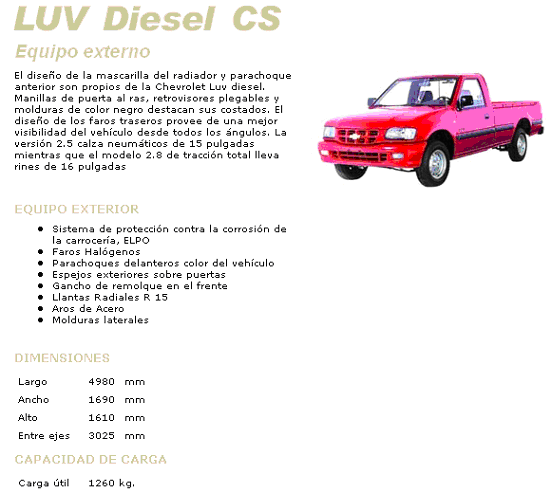 LUV Diesel CS
Equipo externo
El diseño de la mascarilla del radiador y parachoque
anterior son propios de la Chevrolet Luv diesel.
Manillas de puerta al ras, retrovisores plegables y
molduras de color negro destacan sus costados. El
diseño de los faros traseros provee de una mejor
visibilidad del vehículo desde todos los ángulos. La
versión 2.5 calza neumáticos de 15 pulgadas
mientras que el modelo 2.8 de tracción total lleva
rines de 16 pulgadas
EQUIPO EXTERIOR
Sistema de protección contra la corrosión de
la carrocería, ELPO
Faros Halógenos
Parachoques delanteros color del vehículo
Espejos exteriores sobre puertas
Gancho de remolque en el frente
Llantas Radiales R 15
Aros de Acero
Molduras laterales
DIMENSIONES
Largo 4980 mm
Ancho 1690 mm
Alto 1610 mm
Entre ejes 3025 mm
CAPACIDAD DE CARGA
Carga útil 1260 kg.